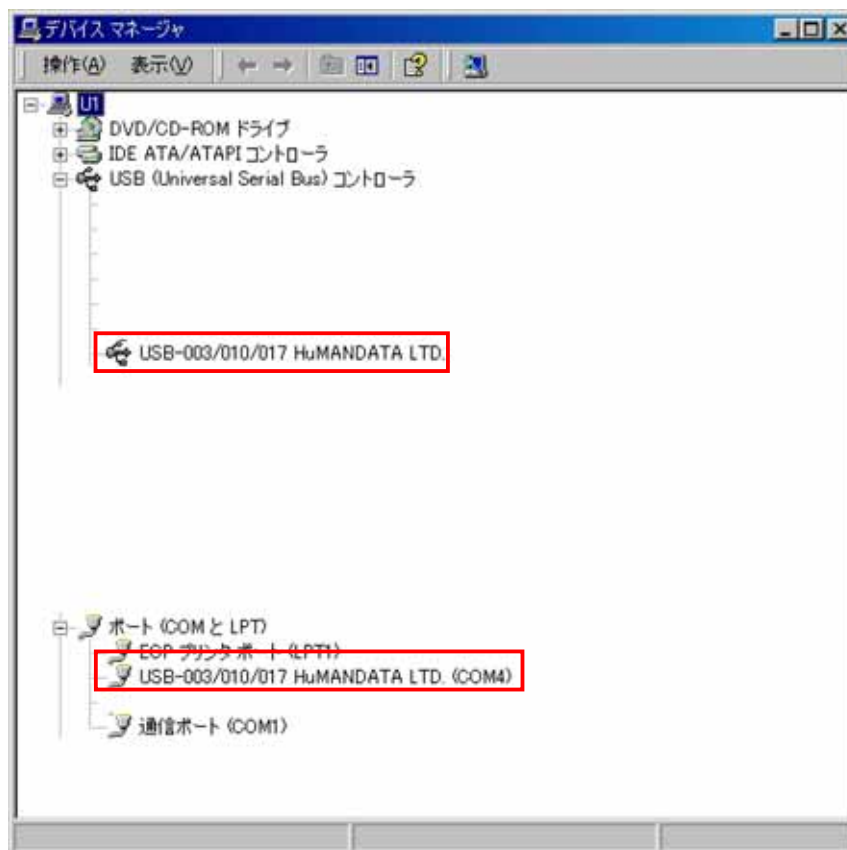 デバイス マネージャ
操作(A) 表示(V)
U1
DVD/CD-ROM ドライブ
IDE ATA/ATAPI コントローラ
USB (Universal Serial Bus) コントローラ
USB-003/010/017 HuMANDATA LTD.
ポート (COM と LPT)
ECP プリンタ ポート (LPT1)
USB-003/010/017 HuMANDATA LTD. (COM4)
通信ポート (COM1)